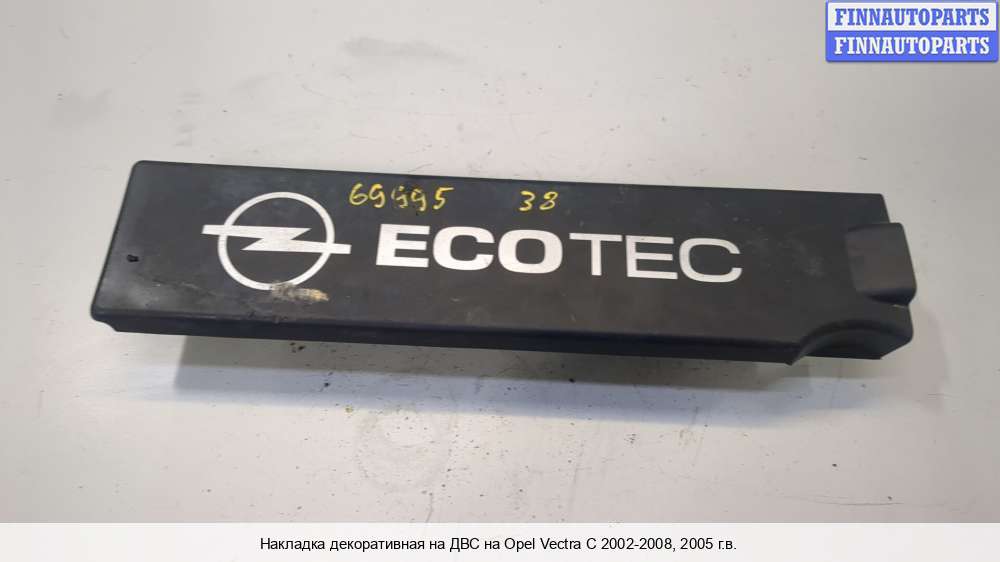 FINNAUTOPARTS
FINNAUTOPARTS
69995 38
ECOTEC
Накладка декоративная на ДВС на Opel Vectra C 2002-2008, 2005 г.в.